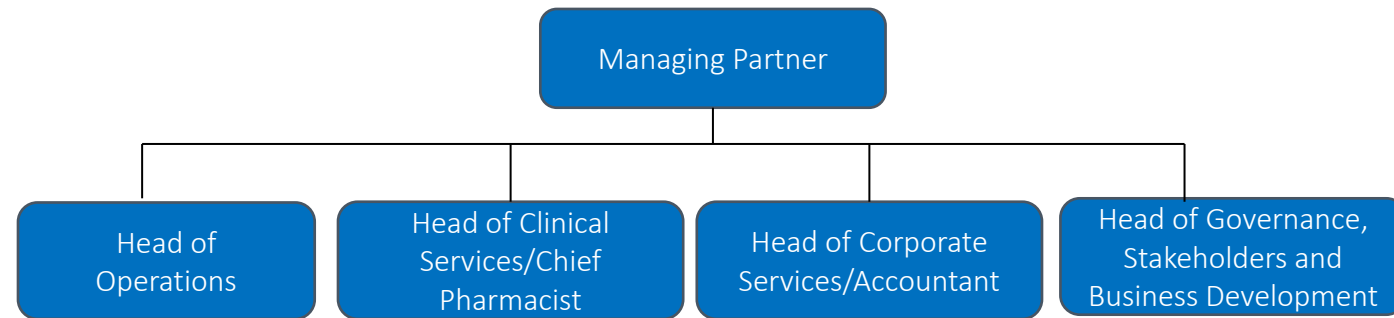 Managing Partner
Head of
Operations
Head of Clinical
Services/Chief
Pharmacist
Head of Corporate
Services/Accountant
Head of Governance,
Stakeholders and
Business Development